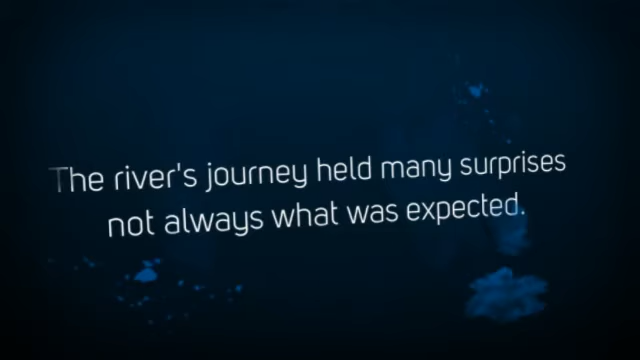 The river's journey held many surprises
not always what was expected.